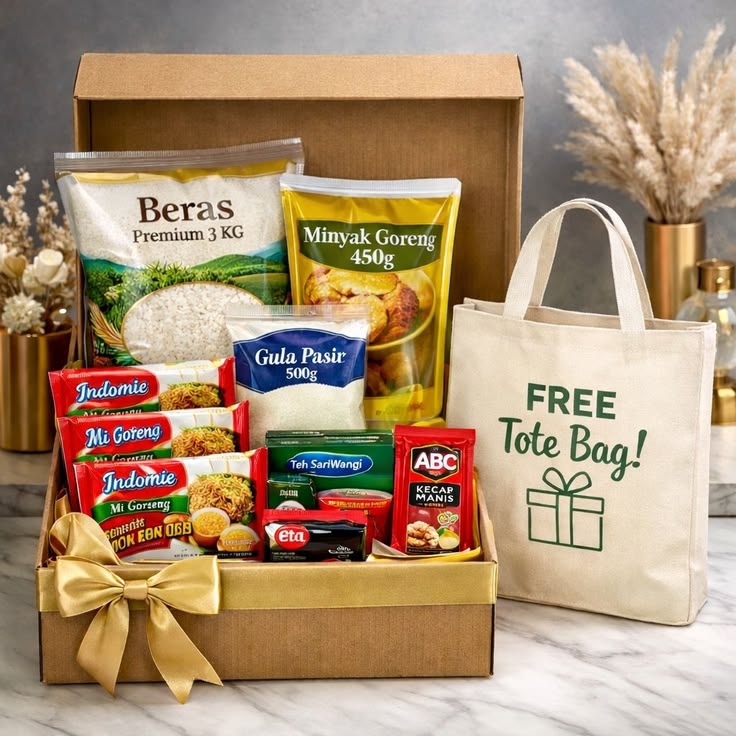 Beras
Premium 3 KG
Minyak Goreng
450g
Gula Pasir
500g
Indomie
Mi Goreng
Indomie
Mi Goreng
Teh SariWangi
ABC
KECAP
MANIS
eta
FREE
Tote Bag!